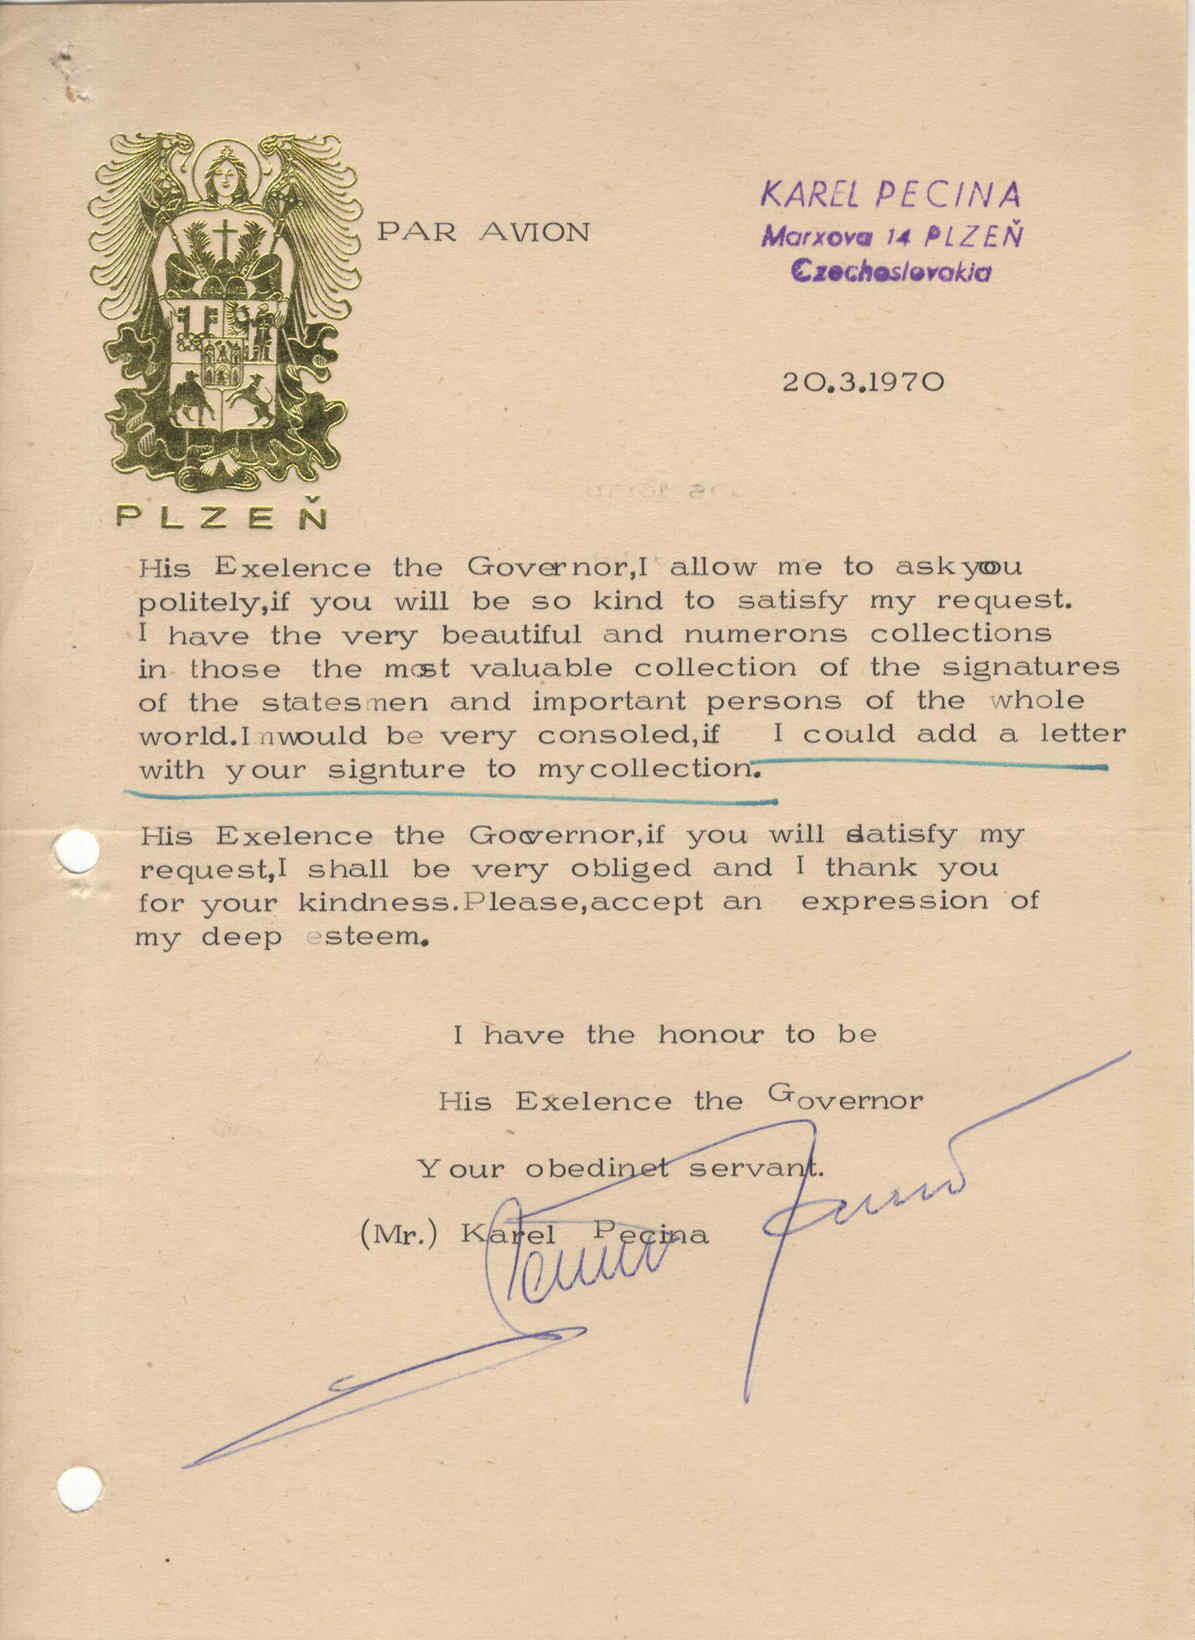 PAR AVION
KAREL PECINA
Marxova 14 PLZEŇ
Czechoslovakia
20.3.1970
PLZEŇ
His Exelence the Governor,I allow me to ask you
politely,if you will be so kind to satisfy my request.
I have the very beautiful and numerons collections
in those the most valuable collection of the signatures
of the statesmen and important persons of the whole
world.I would be very consoled,if I could add a letter
with your signture to my collection.
His Exelence the Governor,if you will satisfy my
request,I shall be very obliged and I thank you
for your kindness.Please,accept an expression of
my deep esteem.
I have the honour to be
His Exelence the Governor
Your obedinet servant.
(Mr.) Karel Pecina